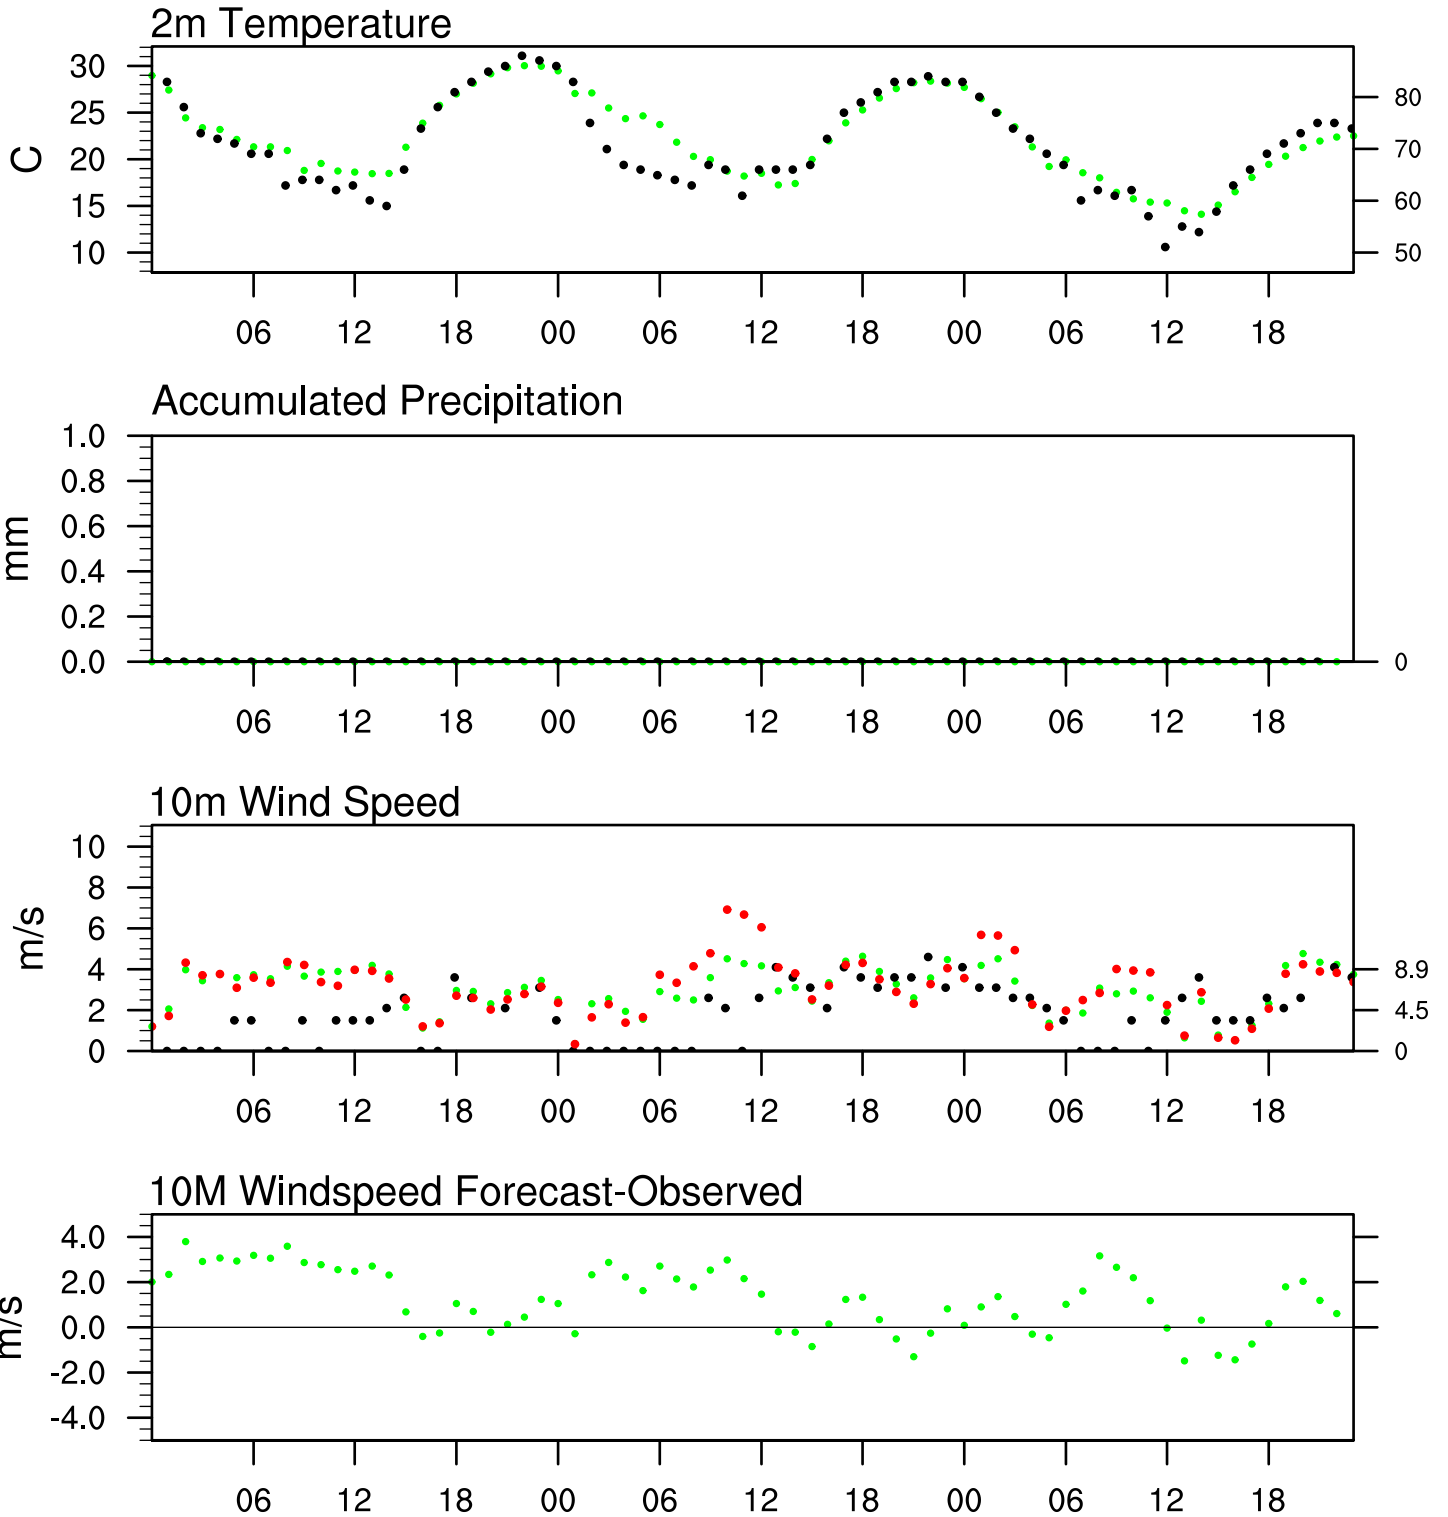 2m Temperature
30
25
20
15
10
C
80
70
60
50
06 12 18 00 06 12 18 00 06 12 18
Accumulated Precipitation
1.0
0.8
0.6
0.4
0.2
0.0
mm
0
06 12 18 00 06 12 18 00 06 12 18
10m Wind Speed
10
8
6
4
2
0
m/s
8.9
4.5
0
06 12 18 00 06 12 18 00 06 12 18
10M Windspeed Forecast-Observed
4.0
2.0
0.0
-2.0
-4.0
m/s
06 12 18 00 06 12 18 00 06 12 18